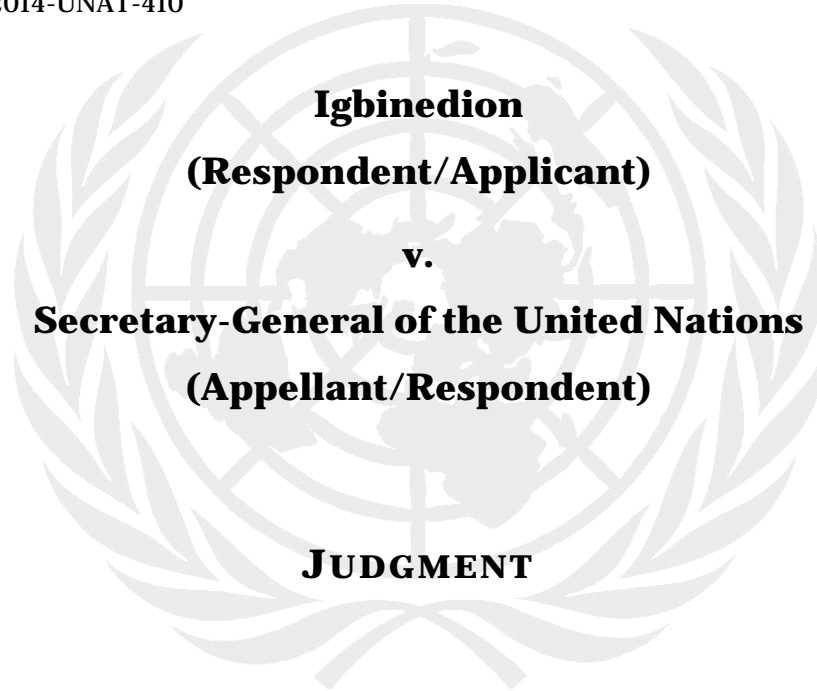 2014-UNAT-410
Igbinedion
(Respondent/Applicant)
v.
Secretary-General of the United Nations
(Appellant/Respondent)
JUDGMENT